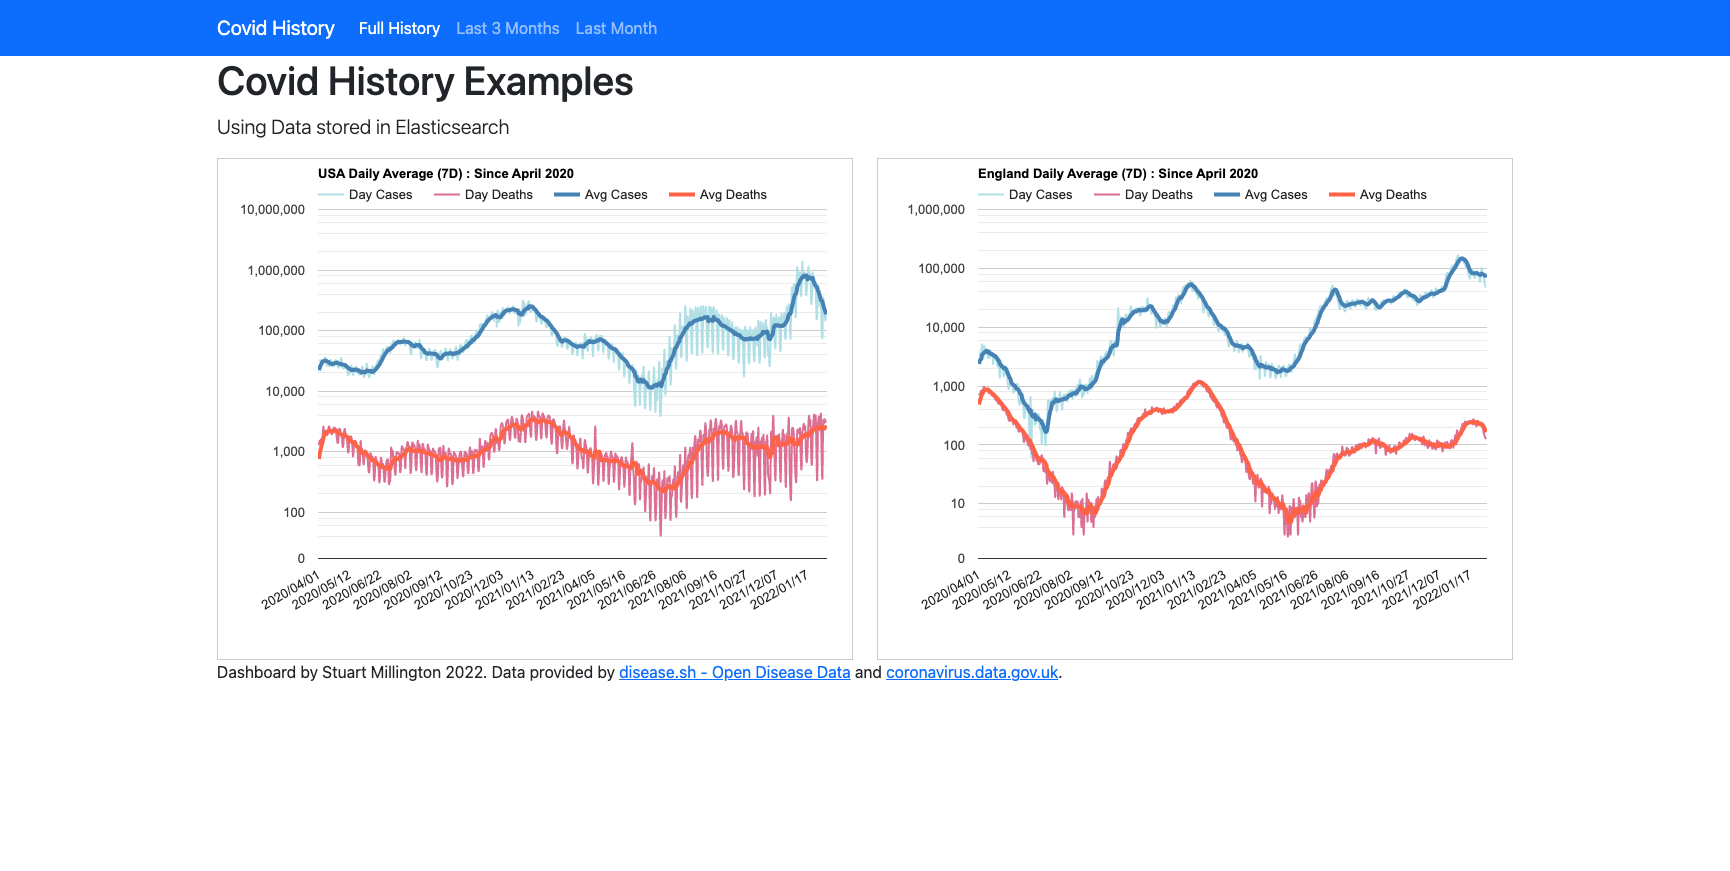 Covid History Full History Last 3 Months Last Month
Covid History Examples
Using Data stored in Elasticsearch
USA Daily Average (7D) : Since April 2020
Day Cases Day Deaths Avg Cases Avg Deaths
10,000,000
1,000,000
100,000
10,000
1,000
100
0
2020/04/01 2020/05/12 2020/06/22 2020/08/02 2020/09/12 2020/10/23 2020/12/03 2021/01/13 2021/02/23 2021/04/05 2021/05/16 2021/06/26 2021/08/06 2021/09/16 2021/10/27 2021/12/07 2022/01/17
England Daily Average (7D) : Since April 2020
Day Cases Day Deaths Avg Cases Avg Deaths
1,000,000
100,000
10,000
1,000
100
10
0
2020/04/01 2020/05/12 2020/06/22 2020/08/02 2020/09/12 2020/10/23 2020/12/03 2021/01/13 2021/02/23 2021/04/05 2021/05/16 2021/06/26 2021/08/06 2021/09/16 2021/10/27 2021/12/07 2022/01/17
Dashboard by Stuart Millington 2022. Data provided by disease.sh - Open Disease Data and coronavirus.data.gov.uk.